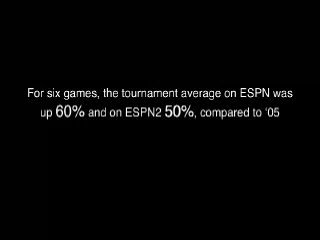 For six games, the tournament average on ESPN was
up 60% and on ESPN2 50%, compared to '05